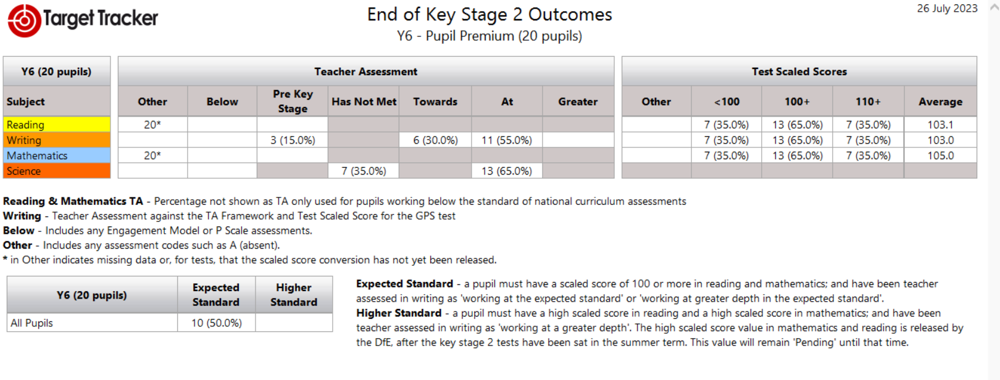 Target Tracker
End of Key Stage 2 Outcomes
26 July 2023
Y6 - Pupil Premium (20 pupils)
Y6 (20 pupils) Teacher Assessment Test Scaled Scores
Subject Other Below Pre Key Stage Has Not Met Towards At Greater Other <100 100+ 110+ Average
Reading 20* 7 (35.0%) 13 (65.0%) 7 (35.0%) 103.1
Writing 3 (15.0%) 6 (30.0%) 11 (55.0%) 7 (35.0%) 13 (65.0%) 7 (35.0%) 103.0
Mathematics 20* 7 (35.0%) 13 (65.0%) 7 (35.0%) 105.0
Science 7 (35.0%) 13 (65.0%)
Reading & Mathematics TA - Percentage not shown as TA only used for pupils working below the standard of national curriculum assessments
Writing - Teacher Assessment against the TA Framework and Test Scaled Score for the GPS test
Below - Includes any Engagement Model or P Scale assessments.
Other - Includes any assessment codes such as A (absent).
* in Other indicates missing data or, for tests, that the scaled score conversion has not yet been released.
Y6 (20 pupils) Expected Standard Higher Standard
All Pupils 10 (50.0%)
Expected Standard - a pupil must have a scaled score of 100 or more in reading and mathematics; and have been teacher
assessed in writing as 'working at the expected standard' or 'working at greater depth in the expected standard'.
Higher Standard - a pupil must have a high scaled score in reading and a high scaled score in mathematics; and have been
teacher assessed in writing as 'working at a greater depth'. The high scaled score value in mathematics and reading is released by
the DfE, after the key stage 2 tests have been sat in the summer term. This value will remain 'Pending' until that time.